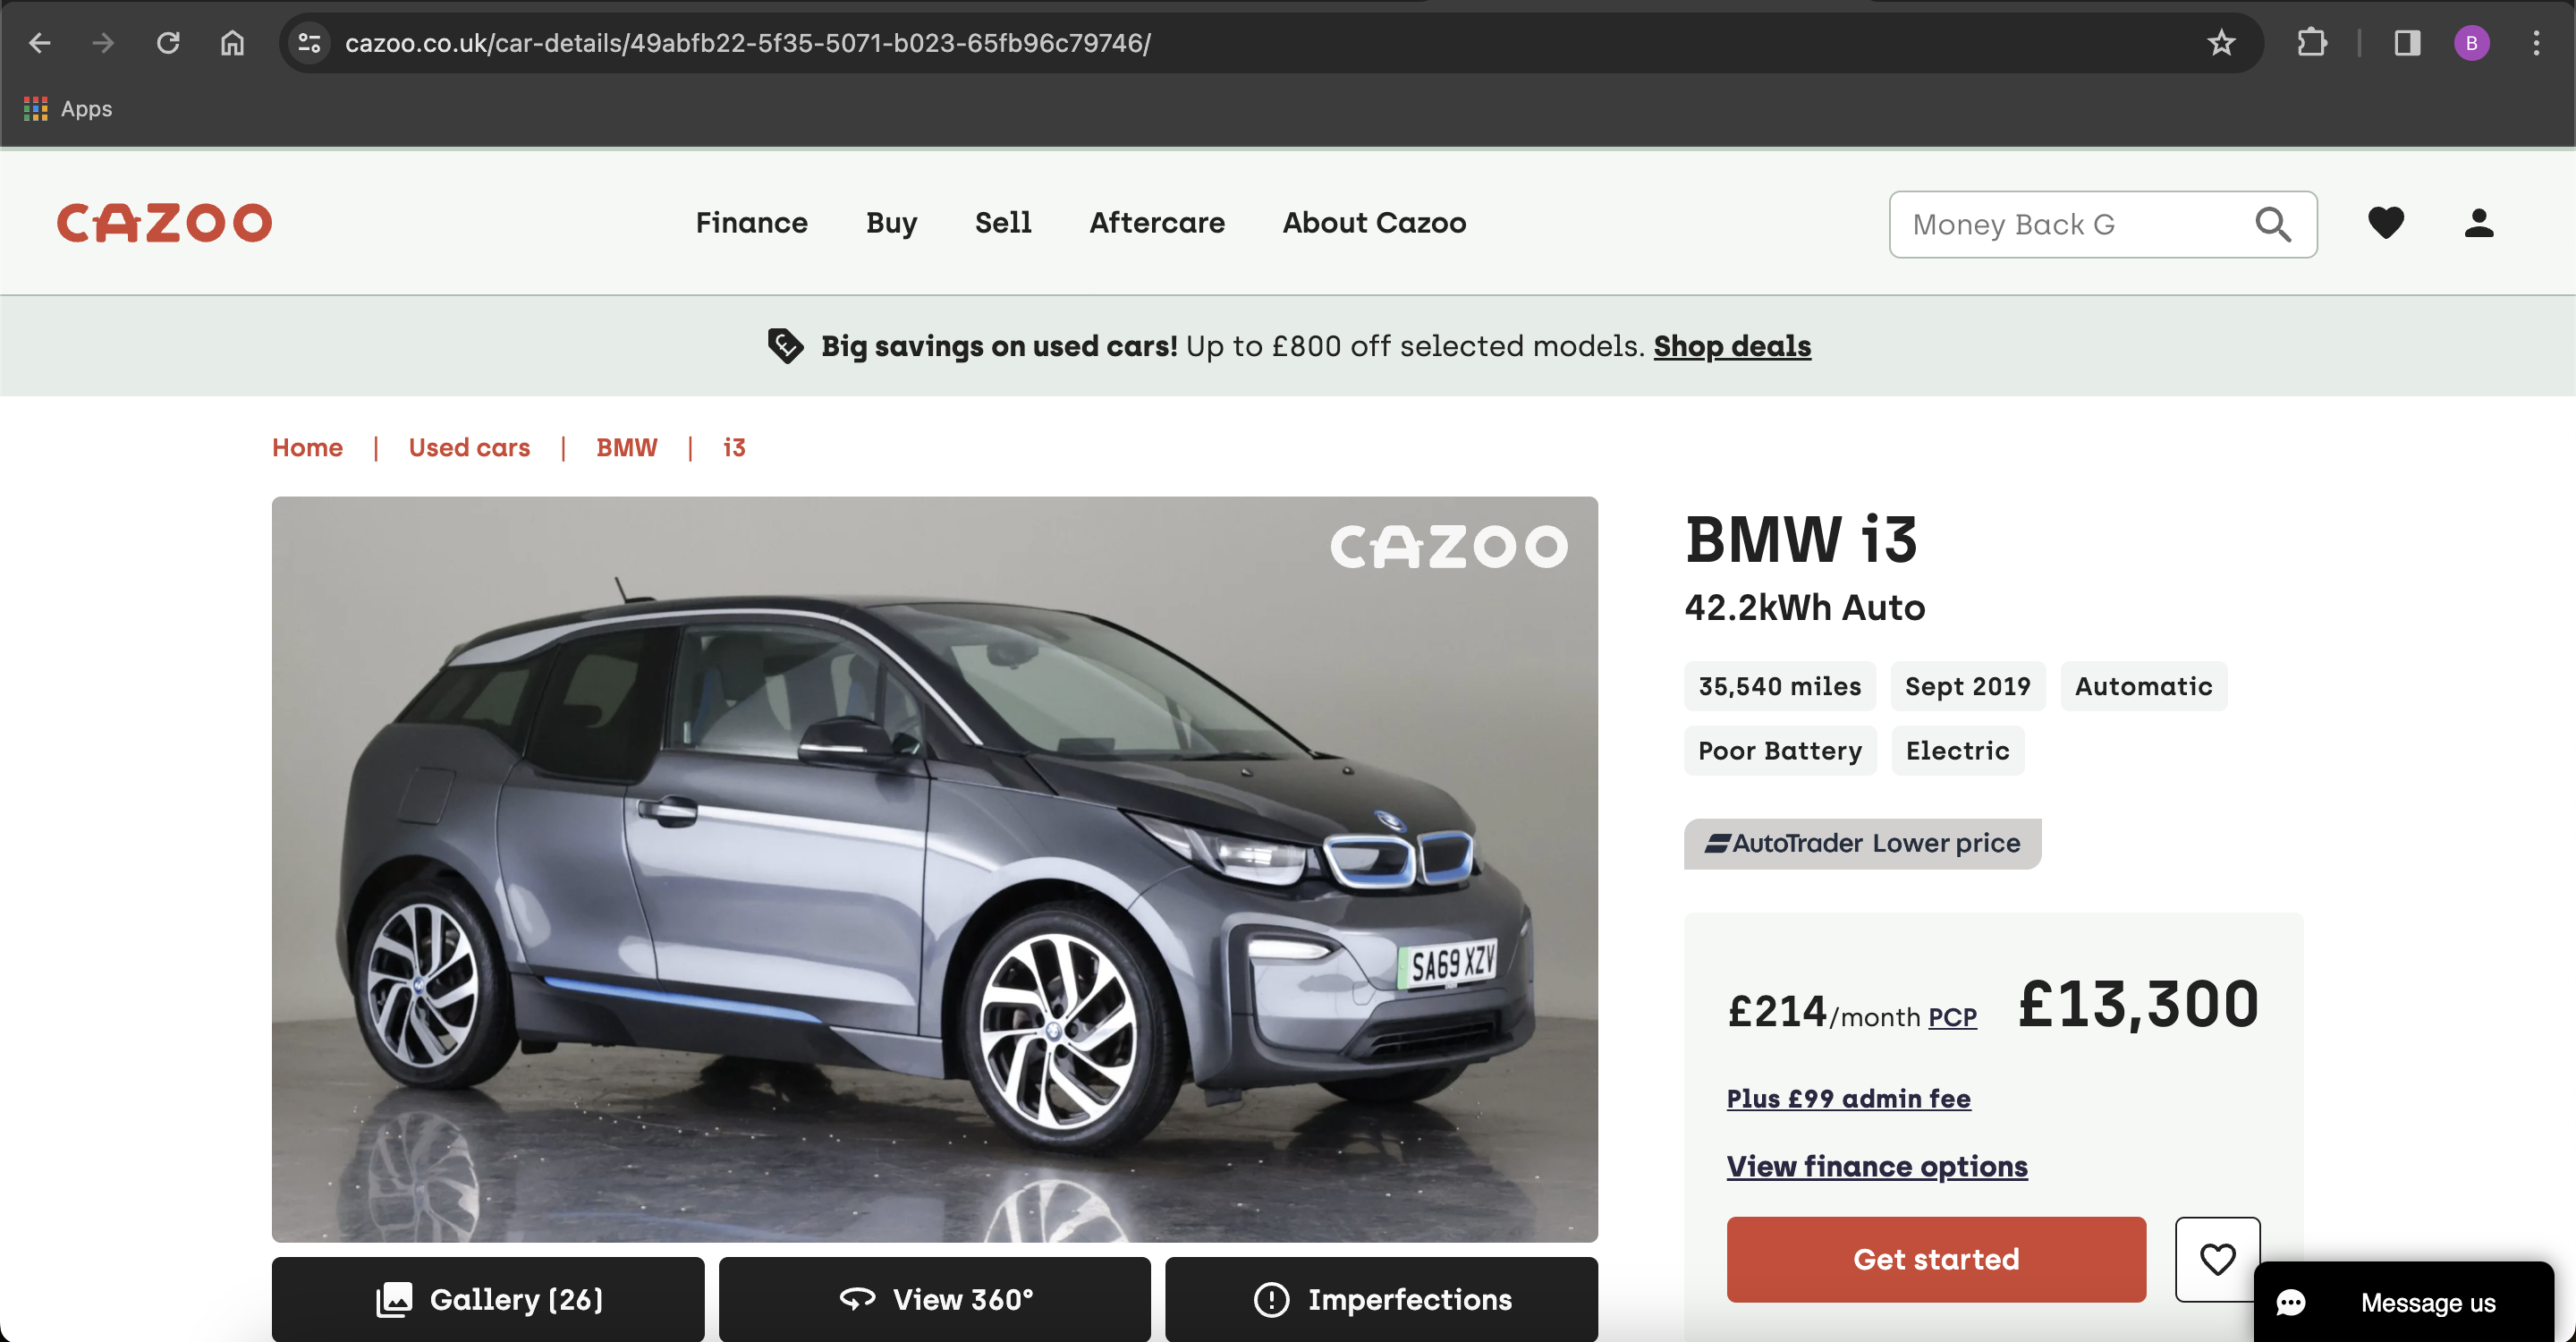 cazoo.co.uk/car-details/49abfb22-5f35-5071-b023-65fb96c79746/
B
Apps
CAZOO
Finance Buy Sell Aftercare About Cazoo
Money Back G
Big savings on used cars! Up to £800 off selected models. Shop deals
Home | Used cars | BMW | i3
CAZOO
SA69 XZV
BMW i3
42.2kWh Auto
35,540 miles Sept 2019 Automatic
Poor Battery Electric
AutoTrader Lower price
£214/month PCP £13,300
Plus £99 admin fee
View finance options
Get started
Gallery (26) View 360° Imperfections
Message us